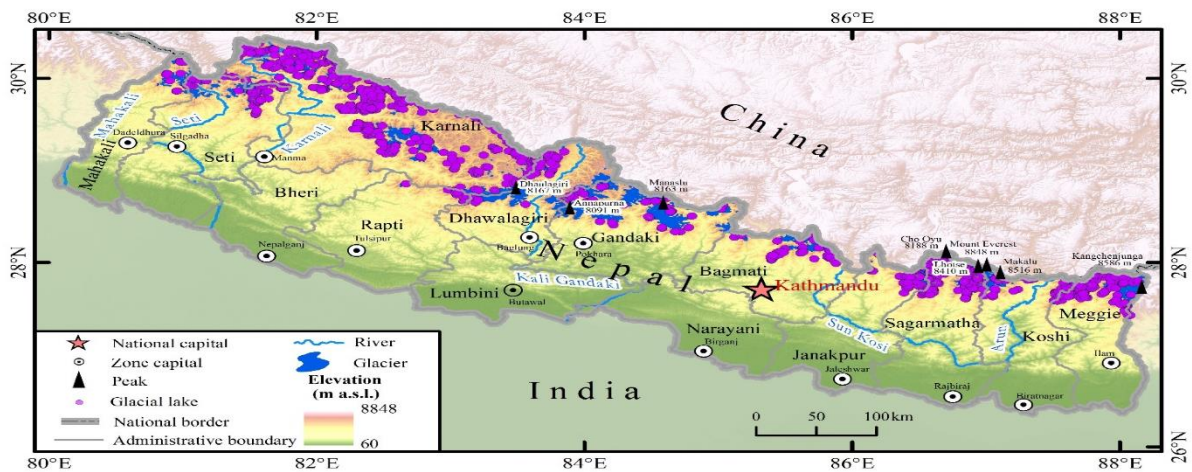 80°E
82°E
84°E
86°E
88°E
30°N
30°N
28°N
28°N
26°N
80°E
82°E
84°E
86°E
88°E
China
Mahakali
Seti
Karnali
Karnali
Dadeldhura
Silgadha
Mahakali
Seti
Manma
Bheri
Dhaulagiri
8167 m
Annapurna
8091 m
Manaslu
8163 m
Rapti
Dhawalagiri
Tulsipur
Nepalganj
Baglung
Gandaki
Pokhara
Nepal
Cho Oyu
8188 m
Mount Everest
8848 m
Lhotse
8410 m
Makalu
8516 m
Kangchenjunga
8586 m
Bagmati
Kathmandu
Kali Gandaki
Lumbini
Butawal
Narayani
Birganj
Sun Kosi
Sagarmatha
Arun
Koshi
Meggie
Ilam
Janakpur
Jaleshwar
Rajbiraj
Biratnagar
India
National capital
Zone capital
Peak
Glacial lake
National border
Administrative boundary
River
Glacier
Elevation
(m a.s.l.)
8848
60
0 50 100 km